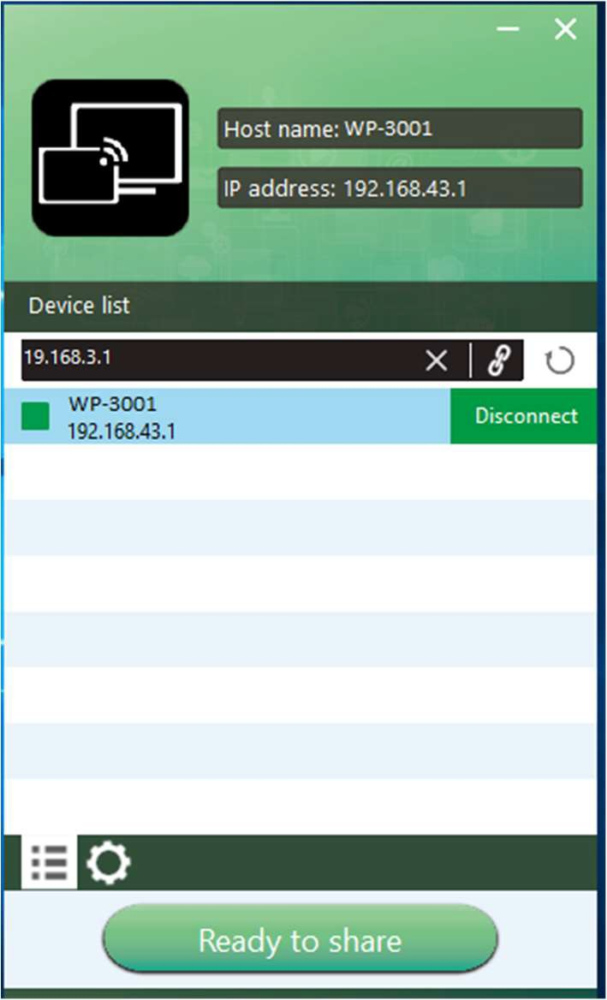 Host name: WP-3001
IP address: 192.168.43.1
Device list
19.168.3.1
WP-3001
192.168.43.1
Disconnect
Ready to share